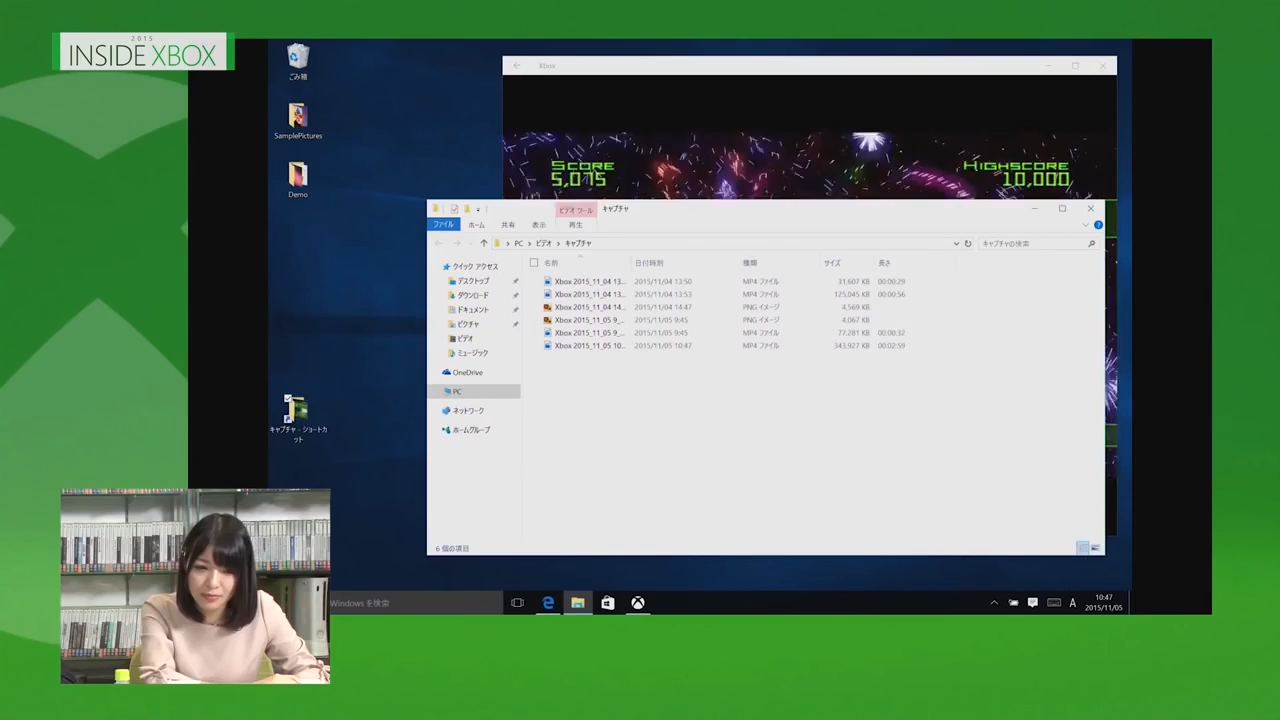 2015
INSIDE XBOX
ごみ箱
SamplePictures
Demo
キャプチャ - ショートカット
Xbox
SCORE
5,075
HIGHSCORE
10,000
ビデオ ツール
キャプチャ
ファイル
ホーム
共有
表示
再生
PC
ビデオ
キャプチャ
キャプチャの検索
クイック アクセス
デスクトップ
ダウンロード
ドキュメント
ピクチャ
ビデオ
ミュージック
OneDrive
PC
ネットワーク
ホームグループ
名前 日付時刻 種類 サイズ 長さ
Xbox 2015_11_04 13... 2015/11/04 13:50 MP4 ファイル 31,607 KB 00:00:29
Xbox 2015_11_04 13... 2015/11/04 13:53 MP4 ファイル 125,045 KB 00:00:56
Xbox 2015_11_04 14... 2015/11/04 14:47 PNG イメージ 4,569 KB
Xbox 2015_11_05 9_... 2015/11/05 9:45 PNG イメージ 4,067 KB
Xbox 2015_11_05 9_... 2015/11/05 9:45 MP4 ファイル 77,281 KB 00:00:32
Xbox 2015_11_05 10... 2015/11/05 10:47 MP4 ファイル 343,927 KB 00:02:59
6 個の項目
Windows を検索
A
10:47
2015/11/05